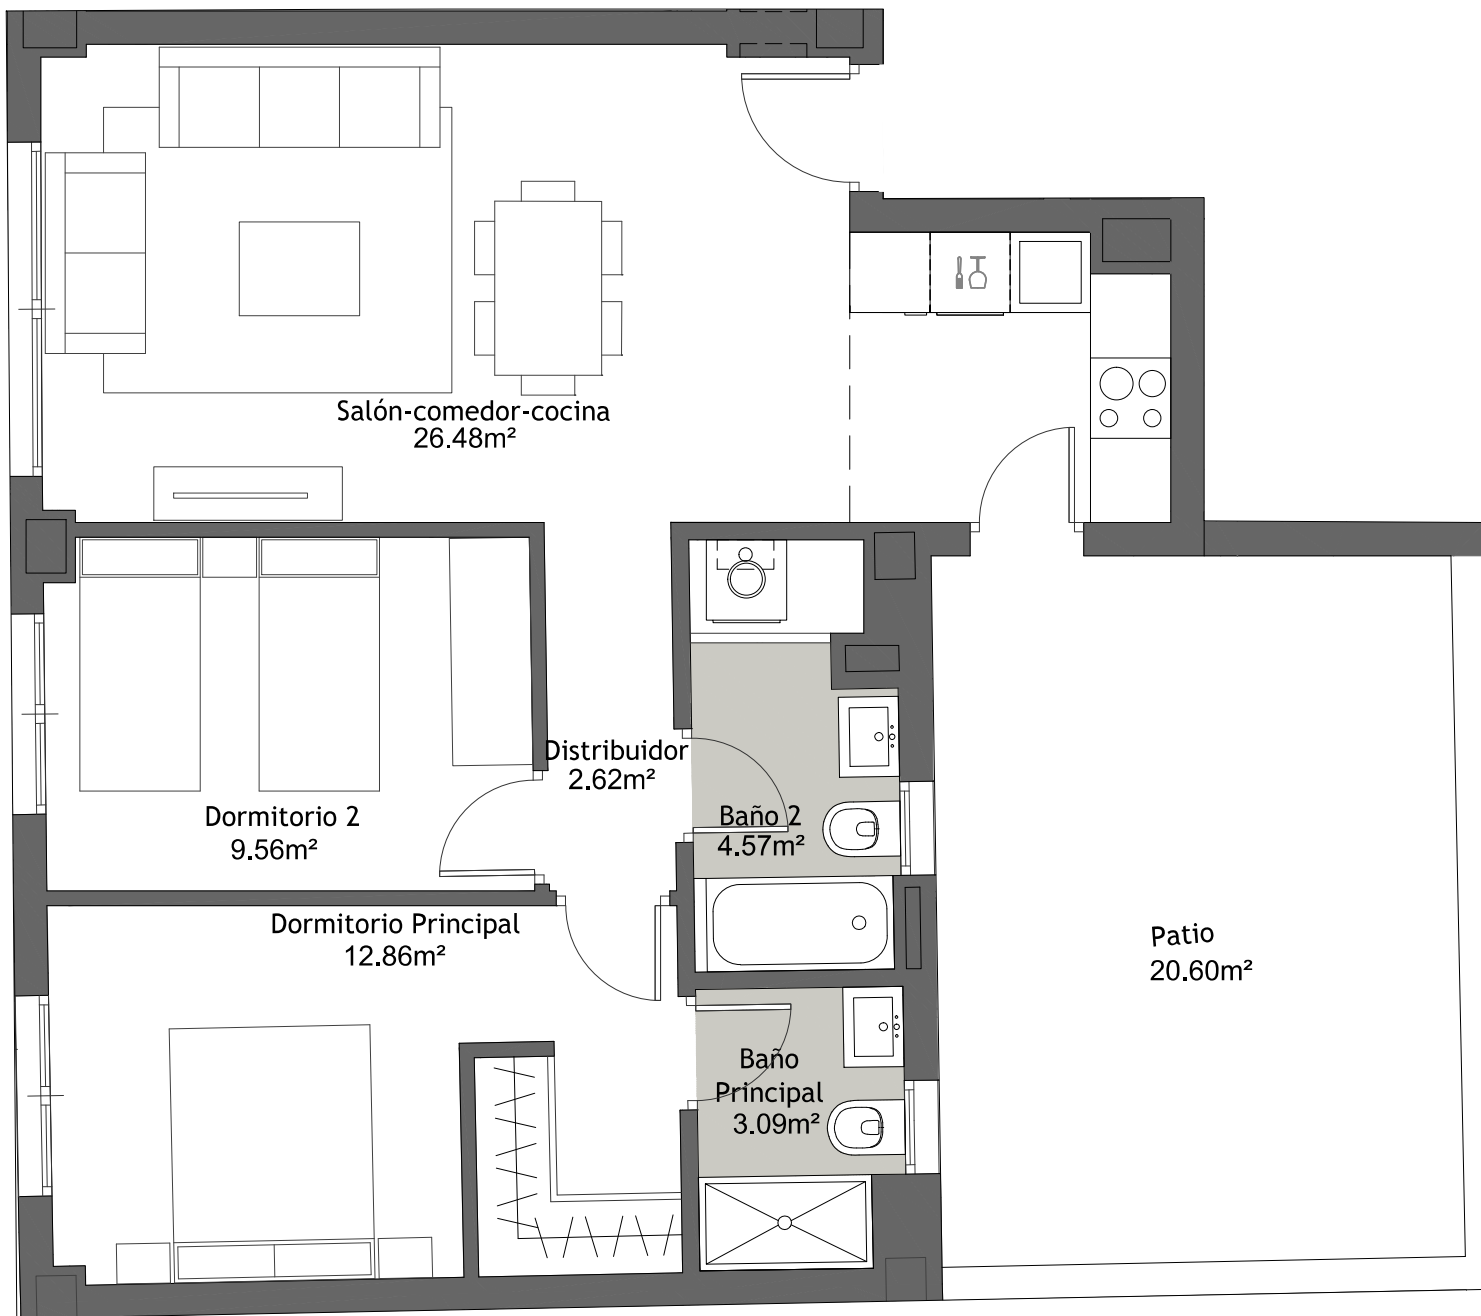 Salón-comedor-cocina
26.48m²
Distribuidor
2.62m²
Dormitorio 2
9.56m²
Baño 2
4.57m²
Dormitorio Principal
12.86m²
Patio
20.60m²
Baño
Principal
3.09m²